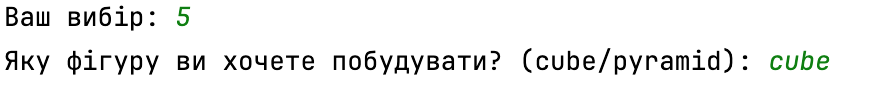 Ваш вибір: 5
Яку фігуру ви хочете побудувати? (cube/pyramid): cube